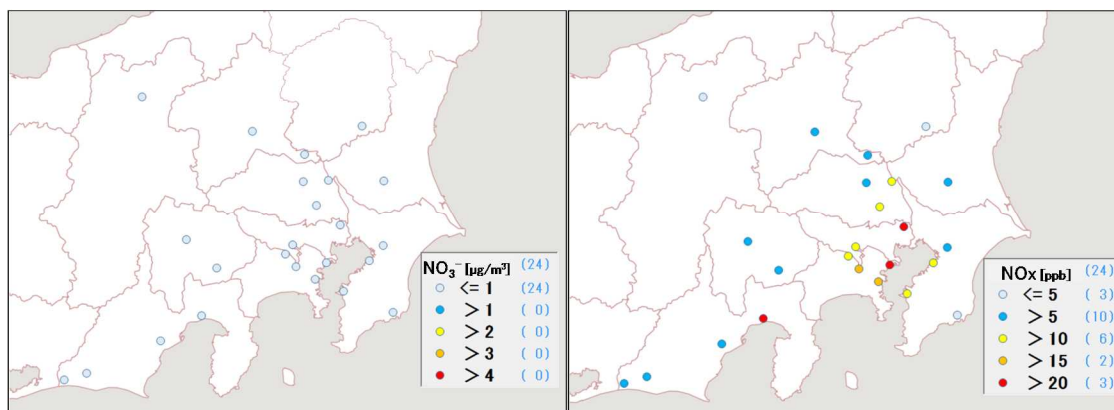 NO₃⁻ [μg/m³] (24)
<= 1 (24)
> 1 ( 0)
> 2 ( 0)
> 3 ( 0)
> 4 ( 0)
NOx [ppb] (24)
<= 5 ( 3)
> 5 (10)
> 10 ( 6)
> 15 ( 2)
> 20 ( 3)